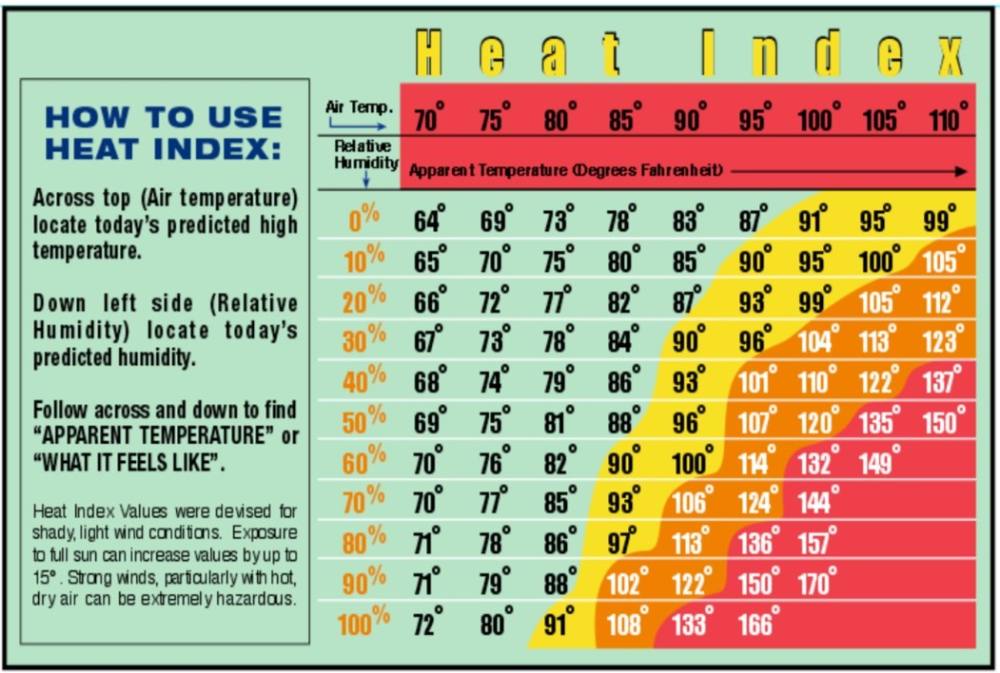 Heat Index
HOW TO USE
HEAT INDEX:
Across top (Air temperature)
locate today's predicted high
temperature.
Down left side (Relative
Humidity) locate today's
predicted humidity.
Follow across and down to find
“APPARENT TEMPERATURE” or
“WHAT IT FEELS LIKE”.
Heat Index Values were devised for
shady, light wind conditions. Exposure
to full sun can increase values by up to
15°. Strong winds, particularly with hot,
dry air can be extremely hazardous.
Air Temp. 70° 75° 80° 85° 90° 95° 100° 105° 110°
Relative
Humidity Apparent Temperature (Degrees Fahrenheit)
0% 64° 69° 73° 78° 83° 87° 91° 95° 99°
10% 65° 70° 75° 80° 85° 90° 95° 100° 105°
20% 66° 72° 77° 82° 87° 93° 99° 105° 112°
30% 67° 73° 78° 84° 90° 96° 104° 113° 123°
40% 68° 74° 79° 86° 93° 101° 110° 122° 137°
50% 69° 75° 81° 88° 96° 107° 120° 135° 150°
60% 70° 76° 82° 90° 100° 114° 132° 149°
70% 70° 77° 85° 93° 106° 124° 144°
80% 71° 78° 86° 97° 113° 136° 157°
90% 71° 79° 88° 102° 122° 150° 170°
100% 72° 80° 91° 108° 133° 166°